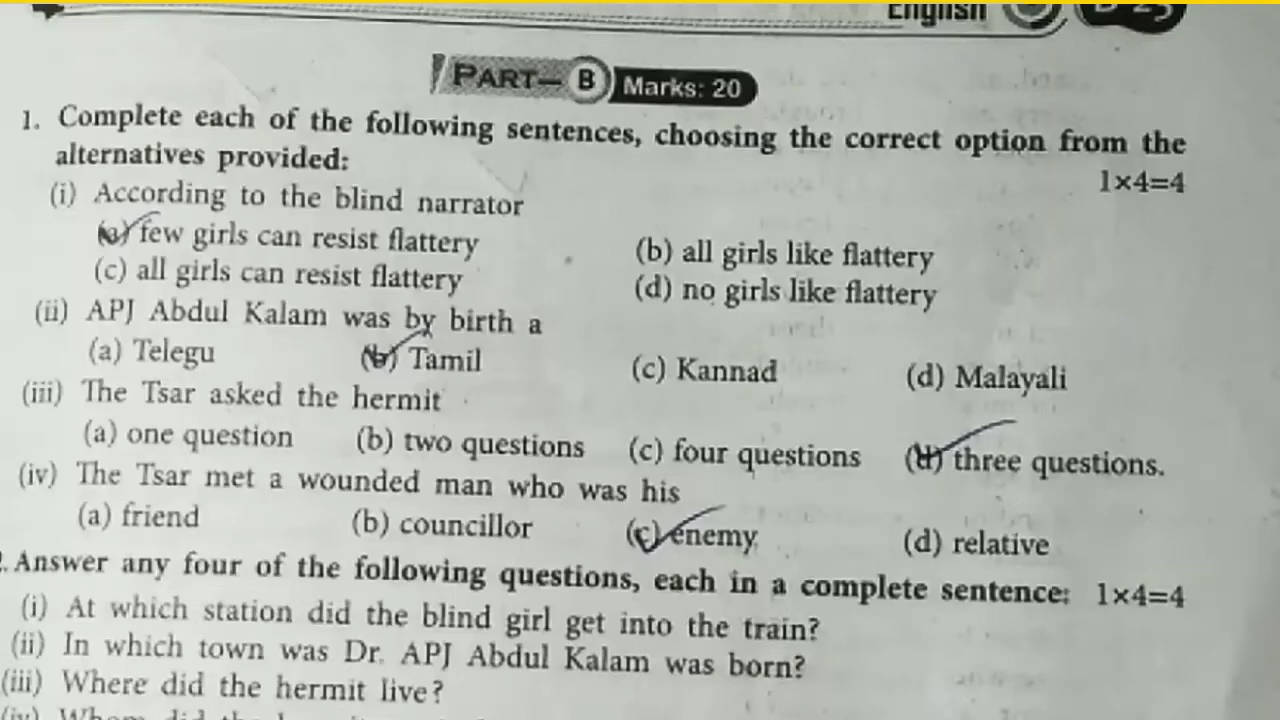 English
PART— B Marks: 20
1. Complete each of the following sentences, choosing the correct option from the
alternatives provided:
1×4=4
(i) According to the blind narrator
(a) few girls can resist flattery (b) all girls like flattery
(c) all girls can resist flattery (d) no girls like flattery
(ii) APJ Abdul Kalam was by birth a
(a) Telegu (b) Tamil (c) Kannad (d) Malayali
(iii) The Tsar asked the hermit
(a) one question (b) two questions (c) four questions (d) three questions.
(iv) The Tsar met a wounded man who was his
(a) friend (b) councillor (c) enemy (d) relative
. Answer any four of the following questions, each in a complete sentence: 1×4=4
(i) At which station did the blind girl get into the train?
(ii) In which town was Dr. APJ Abdul Kalam was born?
(iii) Where did the hermit live?
(iv) Whom did the